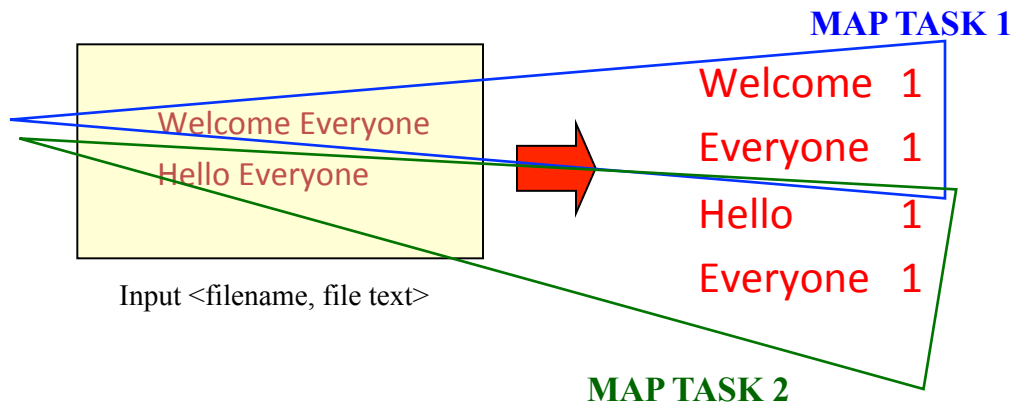 MAP TASK 1
Welcome Everyone
Hello Everyone
Welcome 1
Everyone 1
Hello 1
Everyone 1
Input <filename, file text>
MAP TASK 2